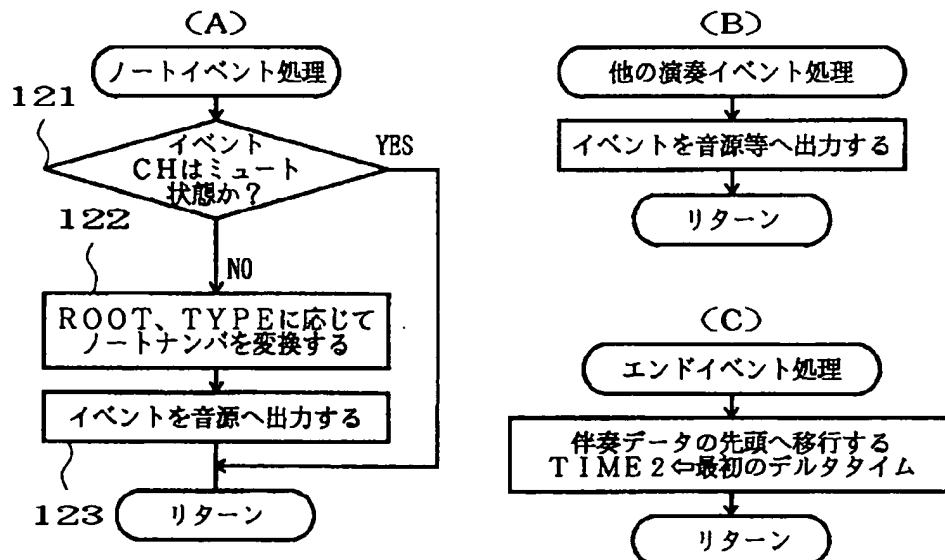 （A）
ノートイベント処理
121
イベント
CHはミュート
状態か？
YES
122
NO
ROOT、TYPEに応じて
ノートナンバを変換する
イベントを音源へ出力する
123
リターン
（B）
他の演奏イベント処理
イベントを音源等へ出力する
リターン
（C）
エンドイベント処理
伴奏データの先頭へ移行する
TIME2⇦最初のデルタタイム
リターン